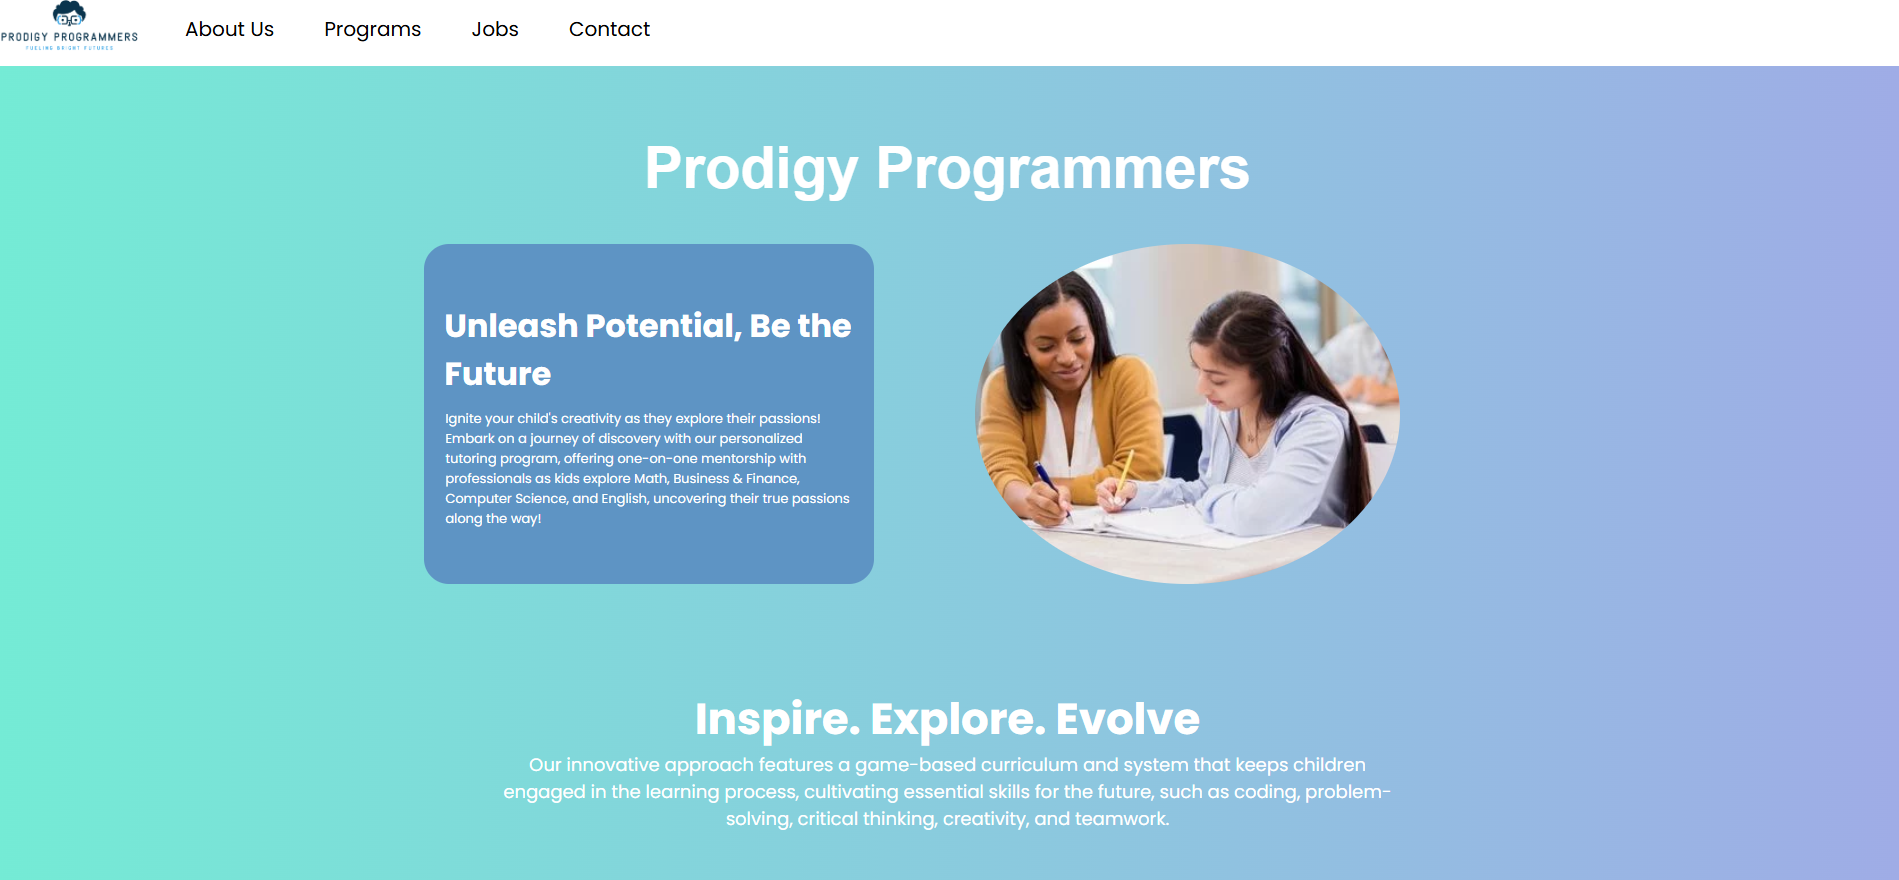 PRODIGY PROGRAMMERS
FUELING BRIGHT FUTURES
About Us
Programs
Jobs
Contact
Prodigy Programmers
Unleash Potential, Be the
Future
Ignite your child's creativity as they explore their passions!
Embark on a journey of discovery with our personalized
tutoring program, offering one-on-one mentorship with
professionals as kids explore Math, Business & Finance,
Computer Science, and English, uncovering their true passions
along the way!
Inspire. Explore. Evolve
Our innovative approach features a game-based curriculum and system that keeps children
engaged in the learning process, cultivating essential skills for the future, such as coding, problem-
solving, critical thinking, creativity, and teamwork.